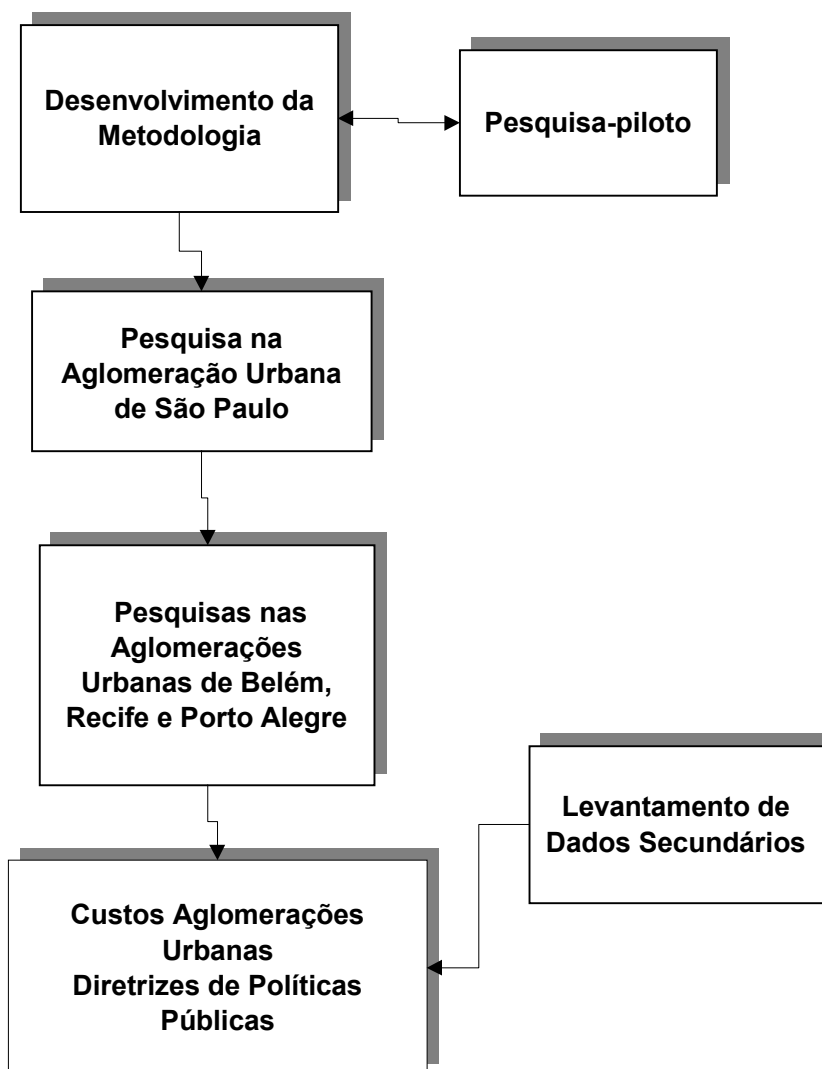 Desenvolvimento da
Metodologia
Pesquisa-piloto
Pesquisa na
Aglomeração Urbana
de São Paulo
Pesquisas nas
Aglomerações
Urbanas de Belém,
Recife e Porto Alegre
Levantamento de
Dados Secundários
Custos Aglomerações
Urbanas
Diretrizes de Políticas
Públicas